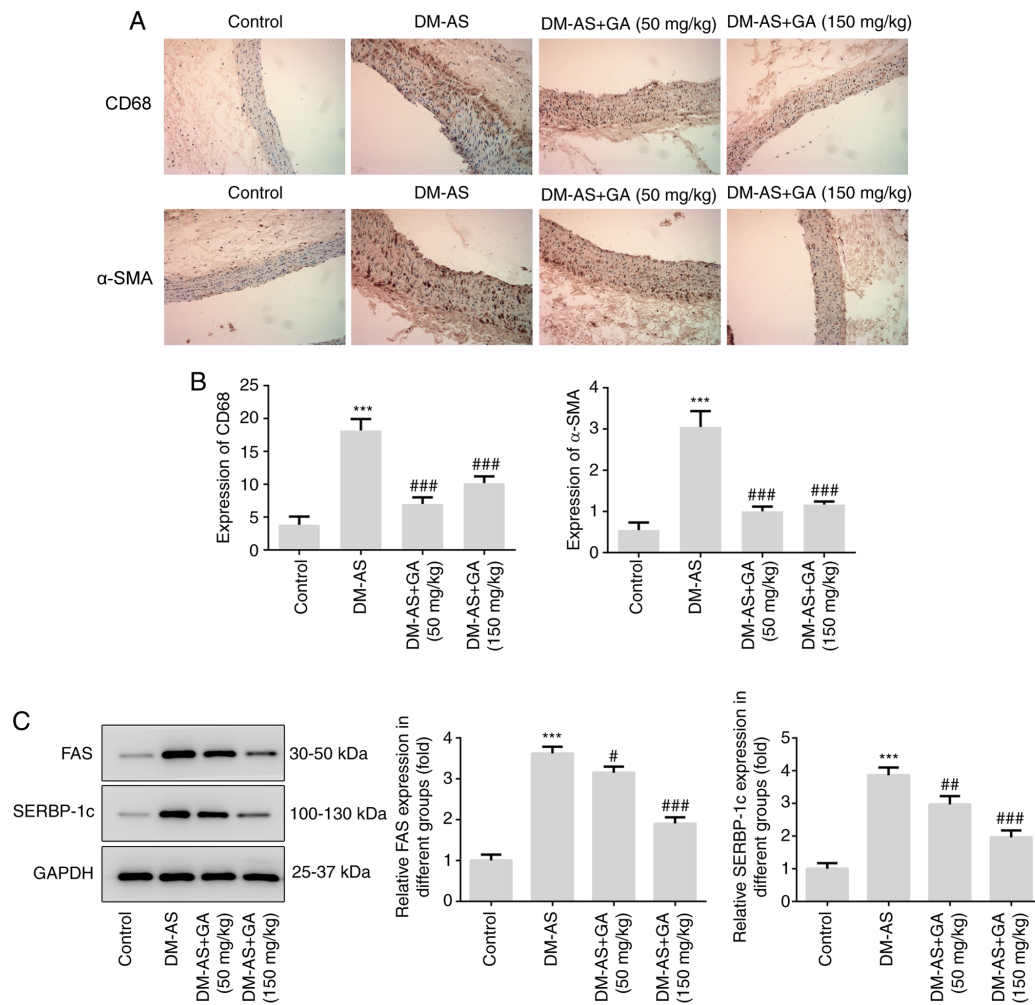 A
Control
DM-AS
DM-AS+GA (50 mg/kg)
DM-AS+GA (150 mg/kg)
CD68
Control
DM-AS
DM-AS+GA (50 mg/kg)
DM-AS+GA (150 mg/kg)
α-SMA
B
Expression of CD68
25
20
15
10
5
0
***
###
###
Control
DM-AS
DM-AS+GA
(50 mg/kg)
DM-AS+GA
(150 mg/kg)
Expression of α-SMA
4
3
2
1
0
***
###
###
Control
DM-AS
DM-AS+GA
(50 mg/kg)
DM-AS+GA
(150 mg/kg)
C
FAS
30-50 kDa
SERBP-1c
100-130 kDa
GAPDH
25-37 kDa
Control
DM-AS
DM-AS+GA
(50 mg/kg)
DM-AS+GA
(150 mg/kg)
Relative FAS expression in
different groups (fold)
4
3
2
1
0
***
#
###
Control
DM-AS
DM-AS+GA
(50 mg/kg)
DM-AS+GA
(150 mg/kg)
Relative SERBP-1c expression in
different groups (fold)
5
4
3
2
1
0
***
##
###
Control
DM-AS
DM-AS+GA
(50 mg/kg)
DM-AS+GA
(150 mg/kg)